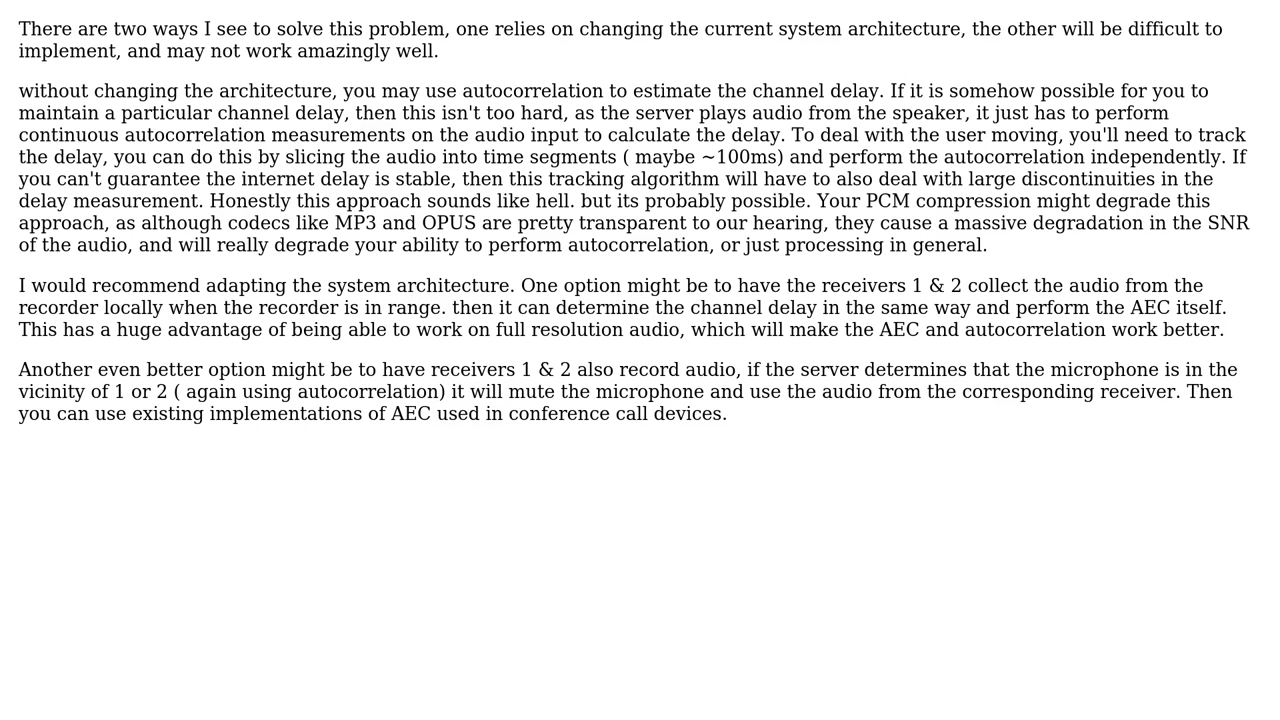 There are two ways I see to solve this problem, one relies on changing the current system architecture, the other will be difficult to
implement, and may not work amazingly well.
without changing the architecture, you may use autocorrelation to estimate the channel delay. If it is somehow possible for you to
maintain a particular channel delay, then this isn't too hard, as the server plays audio from the speaker, it just has to perform
continuous autocorrelation measurements on the audio input to calculate the delay. To deal with the user moving, you'll need to track
the delay, you can do this by slicing the audio into time segments ( maybe ~100ms) and perform the autocorrelation independently. If
you can't guarantee the internet delay is stable, then this tracking algorithm will have to also deal with large discontinuities in the
delay measurement. Honestly this approach sounds like hell. but its probably possible. Your PCM compression might degrade this
approach, as although codecs like MP3 and OPUS are pretty transparent to our hearing, they cause a massive degradation in the SNR
of the audio, and will really degrade your ability to perform autocorrelation, or just processing in general.
I would recommend adapting the system architecture. One option might be to have the receivers 1 & 2 collect the audio from the
recorder locally when the recorder is in range. then it can determine the channel delay in the same way and perform the AEC itself.
This has a huge advantage of being able to work on full resolution audio, which will make the AEC and autocorrelation work better.
Another even better option might be to have receivers 1 & 2 also record audio, if the server determines that the microphone is in the
vicinity of 1 or 2 ( again using autocorrelation) it will mute the microphone and use the audio from the corresponding receiver. Then
you can use existing implementations of AEC used in conference call devices.